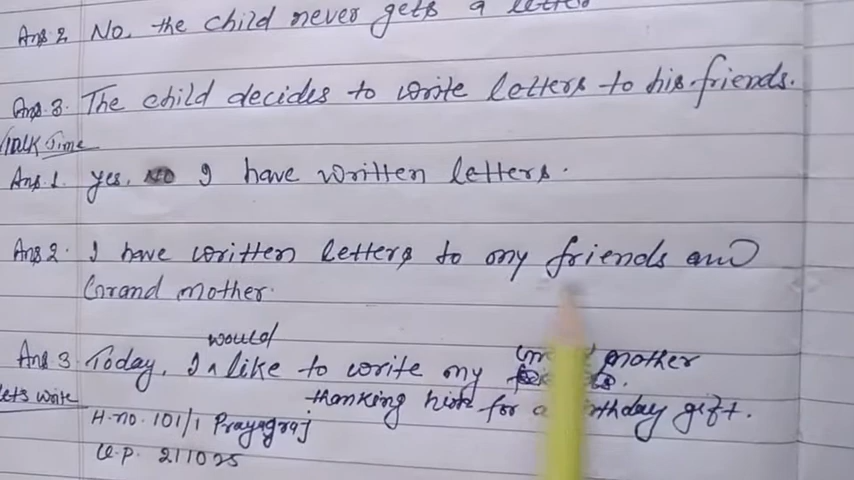 Ans 2 No. the child never gets a letter
Ans 3. The child decides to write letters to his friends.
Talk Time
Ans. 1. yes, I have written letters.
Ans 2. I have written letters to my friends and
Grand mother.
would
Ans 3 Today, I ^ like to write my mother
thanking for a birthday gift.
Lets write
H.no. 101/1 Prayagraj
U.P. 211025